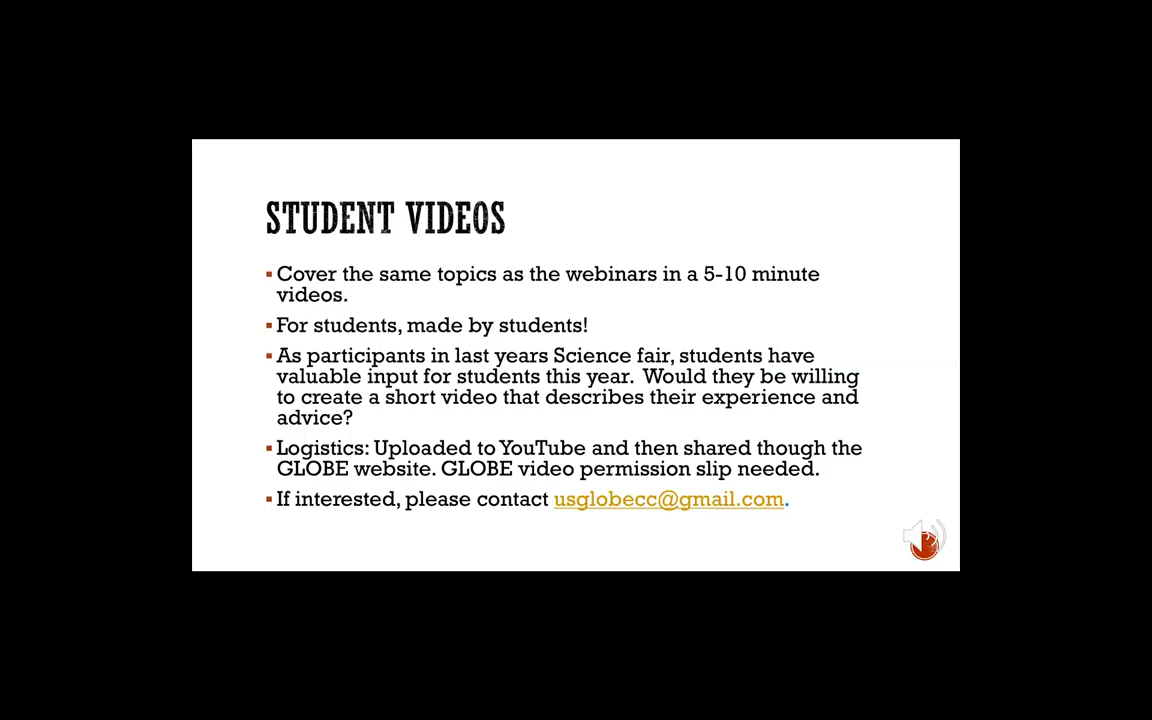 STUDENT VIDEOS
▪ Cover the same topics as the webinars in a 5-10 minute
videos.
▪ For students, made by students!
▪ As participants in last years Science fair, students have
valuable input for students this year.  Would they be willing
to create a short video that describes their experience and
advice?
▪ Logistics: Uploaded to YouTube and then shared though the
GLOBE website. GLOBE video permission slip needed.
▪ If interested, please contact usglobecc@gmail.com.